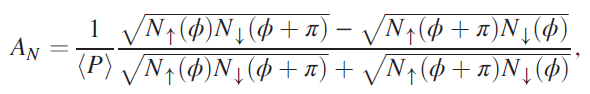 A_N = \frac{1}{\langle P \rangle} \frac{\sqrt{N_\uparrow(\phi)N_\downarrow(\phi + \pi)} - \sqrt{N_\uparrow(\phi + \pi)N_\downarrow(\phi)}}{\sqrt{N_\uparrow(\phi)N_\downarrow(\phi + \pi)} + \sqrt{N_\uparrow(\phi + \pi)N_\downarrow(\phi)}},